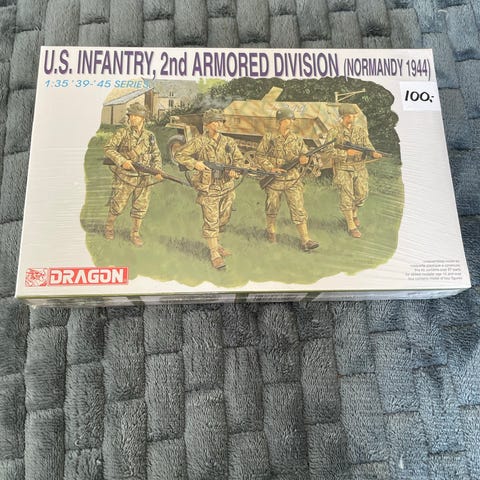 U.S. INFANTRY, 2nd ARMORED DIVISION (NORMANDY 1944)
1:35 '39-'45 SERIES
100:-
DRAGON